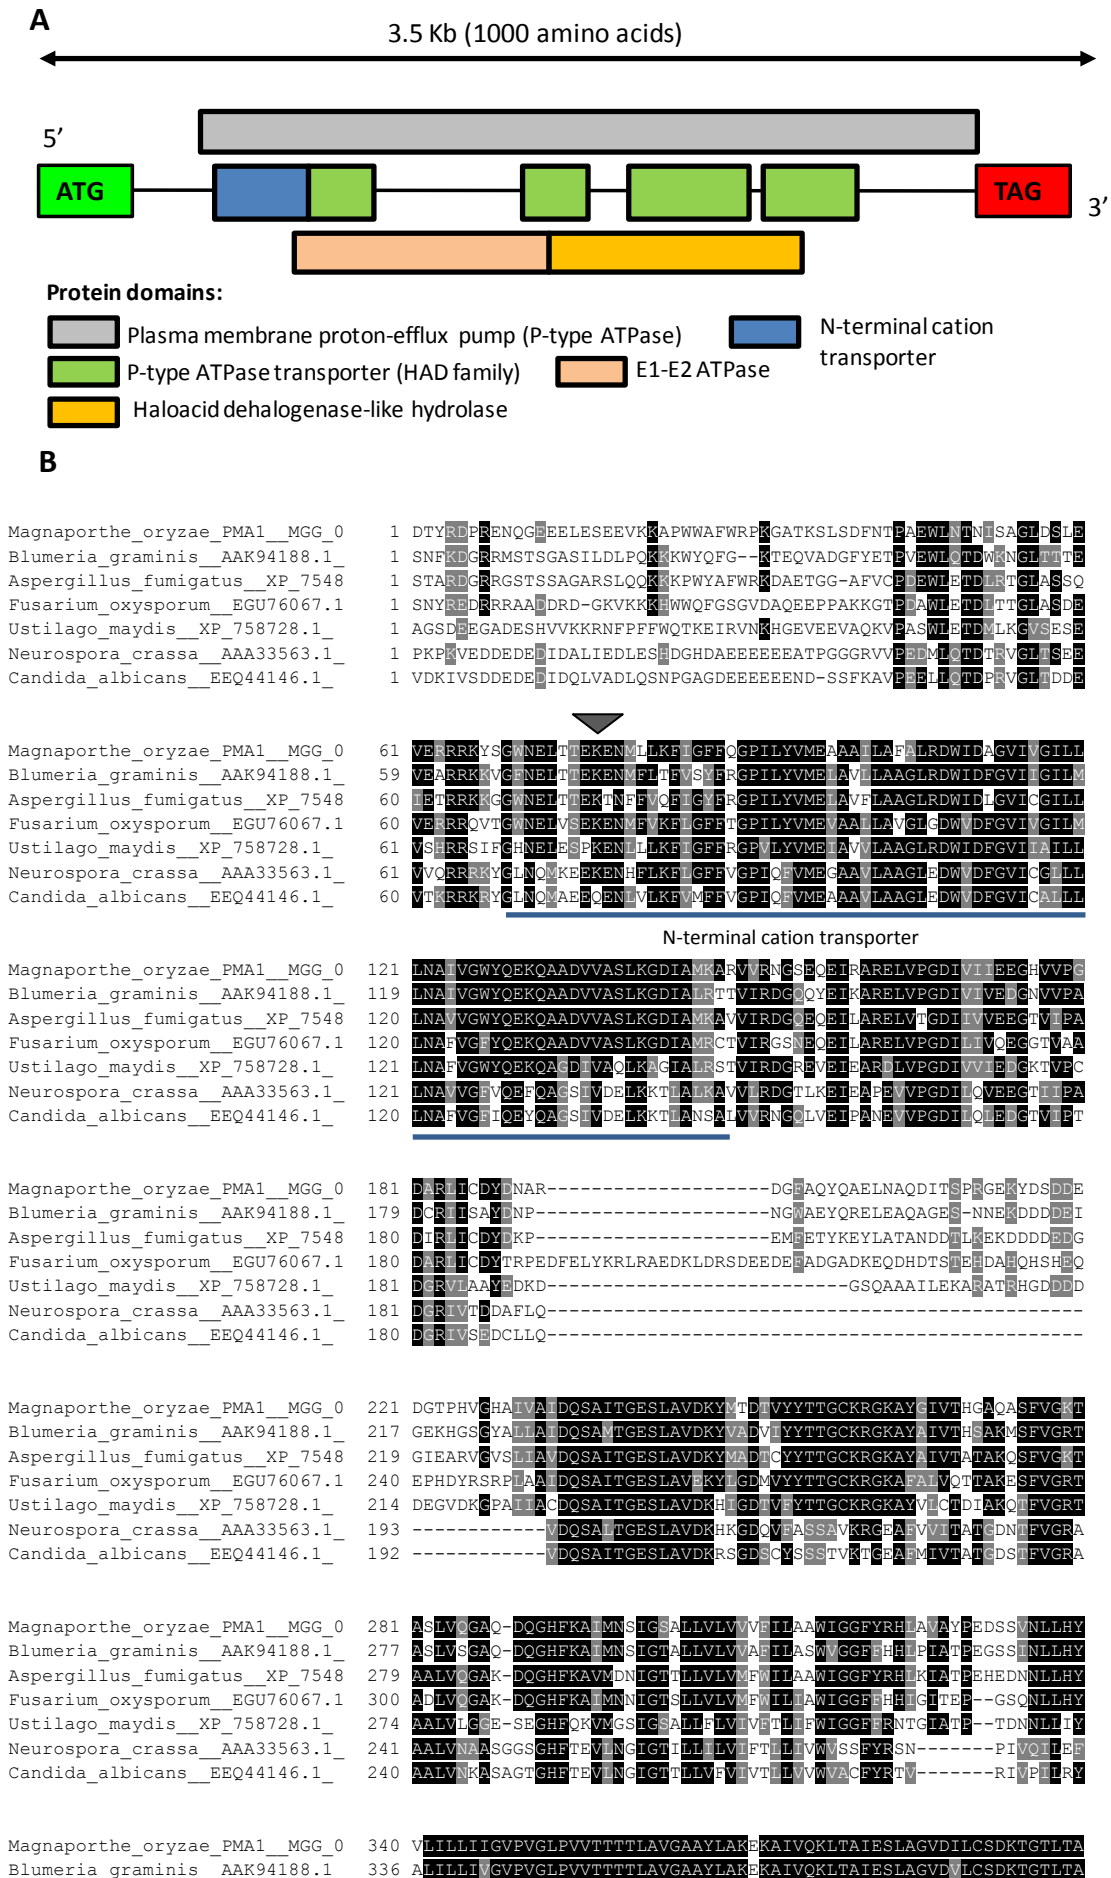 A
3.5 Kb (1000 amino acids)
5’
ATG
TAG
3’
Protein domains:
Plasma membrane proton-efflux pump (P-type ATPase)
N-terminal cation
transporter
P-type ATPase transporter (HAD family)
E1-E2 ATPase
Haloacid dehalogenase-like hydrolase
B
Magnaporthe_oryzae_PMA1__MGG_0 1 DTYRDPRENQGEEELESEEVKKAPWWAFWRPKGATKSLSDFNTPAEWLNTNISAGLDSLE
Blumeria_graminis__AAK94188.1_ 1 SNFKDGRRMSTSGASILDLPQKKKWYQFG--KTEQVADGFYETPVEWLQTDWKNGLTTTE
Aspergillus_fumigatus__XP_7548 1 STARDGRRGSTSSAGARSLQQKKKPWYAFWRKDAETGG-AFVCPDEWLETDLRTGLASSQ
Fusarium_oxysporum__EGU76067.1 1 SNYREDRRRAADDRD-GKVKKKHWWQFGSGVDAQEEPPAKKGTPDAWLETDLTTGLASDE
Ustilago_maydis__XP_758728.1_ 1 AGSDEEGADESHVVKKRNFPFFWQTKEIRVNKHGEVEEVAQKVPASWLETDMLKGVSESE
Neurospora_crassa__AAA33563.1_ 1 PKPKVEDDEDEDIDALIEDLESHDGHDAEEEEEEATPGGGRVVPEDMLQTDTRVGLTSEE
Candida_albicans__EEQ44146.1_ 1 VDKIVSDDEDEDIDQLVADLQSNPGAGDEEEEEEND-SSFKAVPEELLQTDPRVGLTDDE
Magnaporthe_oryzae_PMA1__MGG_0 61 VERRRKYSGWNELTTEKENMLLKFIGFFQGPILYVMEAAAILAFALRDWIDAGVIVGILL
Blumeria_graminis__AAK94188.1_ 59 VEARRKKVGFNELTTEKENMFLTFVSYFRGPILYVMELAVLLAAGLRDWIDFGVIIGILM
Aspergillus_fumigatus__XP_7548 60 IETRRKKGGWNELTTEKTNFFVQFIGYFRGPILYVMELAVFLAAGLRDWIDLGVICGILL
Fusarium_oxysporum__EGU76067.1 60 VERRRQVTGWNELVSEKENMFVKFLGFFTGPILYVMEVAALLAVGLGDWVDFGVIVGILM
Ustilago_maydis__XP_758728.1_ 61 VSHRRSIFGHNELESPKENLLLKFIGFFRGPVLYVMEIAVVLAAGLRDWIDFGVIIAILL
Neurospora_crassa__AAA33563.1_ 61 VVQRRRKYGLNQMKEEKENHFLKFLGFFVGPIQFVMEGAAVLAAGLEDWVDFGVICGLLL
Candida_albicans__EEQ44146.1_ 60 VTKRRKRYGLNQMAEEQENLVLKFVMFFVGPIQFVMEAAAVLAAGLEDWVDFGVICALLL
N-terminal cation transporter
Magnaporthe_oryzae_PMA1__MGG_0 121 LNAIVGWYQEKQAADVVASLKGDIAMKARVVRNGSEQEIRARELVPGDIVIIEEGHVVPG
Blumeria_graminis__AAK94188.1_ 119 LNAIVGWYQEKQAADVVASLKGDIALRTTVIRDGQQYEIKARELVPGDIVIVEDGNVVPA
Aspergillus_fumigatus__XP_7548 120 LNAVVGWYQEKQAADVVASLKGDIAMKAVVIRDGQEQEILARELVTGDIIVVEEGTVIPA
Fusarium_oxysporum__EGU76067.1 120 LNAFVGFYQEKQAADVVASLKGDIAMRCTVIRGSNEQEILARELVPGDILIVQEGGTVAA
Ustilago_maydis__XP_758728.1_ 121 LNAFVGWYQEKQAGDIVAQLKAGIALRSTVIRDGREVEIEARDLVPGDIVVIEDGKTVPC
Neurospora_crassa__AAA33563.1_ 121 LNAVVGFVQEFQAGSIVDELKKTLALKAVVLRDGTLKEIEAPEVVPGDILQVEEGTIIPA
Candida_albicans__EEQ44146.1_ 120 LNAFVGFIQEYQAGSIVDELKKTLANSALVVRNGQLVEIPANEVVPGDILQLEDGTVIPT
Magnaporthe_oryzae_PMA1__MGG_0 181 DARLICDYDNAR--------------------DGFAQYQAELNAQDITSPRGEKYDSDDE
Blumeria_graminis__AAK94188.1_ 179 DCRIISAYDNP---------------------NGWAEYQRELEAQAGES-NNEKDDDDEI
Aspergillus_fumigatus__XP_7548 180 DIRLICDYDKP---------------------EMFETYKEYLATANDDTLKEKDDDDEDG
Fusarium_oxysporum__EGU76067.1 180 DARLICDYTRPEDFELYKRLRAEDKLDRSDEEDEFADGADKEQDHDTSTEHDAHQHSHEQ
Ustilago_maydis__XP_758728.1_ 181 DGRVLAAYEDKD---------------------------GSQAAAILEKARATRHGDDDD
Neurospora_crassa__AAA33563.1_ 181 DGRIVTDDAFLQ------------------------------------------------
Candida_albicans__EEQ44146.1_ 180 DGRIVSEDCLLQ------------------------------------------------
Magnaporthe_oryzae_PMA1__MGG_0 221 DGTPHVGHAIVAIDQSAITGESLAVDKYMTDTVYYTTGCKRGKAYGIVTHGAQASFVGKT
Blumeria_graminis__AAK94188.1_ 217 GEKHGSGYALLAIDQSAMTGESLAVDKYVADVIYYTTGCKRGKAYAIVTHSAKMSFVGRT
Aspergillus_fumigatus__XP_7548 219 GIEARVGVSLIAVDQSAITGESLAVDKYMADTCYYTTGCKRGKAYAIVTATAKQSFVGKT
Fusarium_oxysporum__EGU76067.1 240 EPHDYRSRPLAAIDQSAITGESLAVEKYLGDMVYYTTGCKRGKAFALVQTTAKESFVGRT
Ustilago_maydis__XP_758728.1_ 214 DEGVDKGPAIIACDQSAITGESLAVDKHIGDTVFYTTGCKRGKAYVLCTDIAKQTFVGRT
Neurospora_crassa__AAA33563.1_ 193 ------------VDQSALTGESLAVDKHKGDQVFASSAVKRGEAFVVITATGDNTFVGRA
Candida_albicans__EEQ44146.1_ 192 ------------VDQSAITGESLAVDKRSGDSCYSSSTVKTGEAFMIVTATGDSTFVGRA
Magnaporthe_oryzae_PMA1__MGG_0 281 ASLVQGAQ-DQGHFKAIMNSIGSALLVLVVVFILAAWIGGFYRHLAVAYPEDSSVNLLHY
Blumeria_graminis__AAK94188.1_ 277 ASLVSGAQ-DQGHFKAIMNSIGSALLVLVVAFILASWVGGFFHHLPIATPEGSSINLLHY
Aspergillus_fumigatus__XP_7548 279 AALVQGAK-DQGHFKAVMDNIGTTLLVLVMFWILAAWIGGFYRHLKIATPEHEDNNLLHY
Fusarium_oxysporum__EGU76067.1 300 ADLVQGAK-DQGHFKAIMNNIGTSLLVLVMFWILIAWIGGFFHHIGITEP--GSQNLLHY
Ustilago_maydis__XP_758728.1_ 274 AALVLGGE-SEGHFQKVMGSIGSALLFLVIVFTLIFWIGGFFRNTGIATP--TDNNLLIY
Neurospora_crassa__AAA33563.1_ 241 AALVNAASGGSGHFTEVLNGIGTILLILVIFTLLIVWVSSFYRSN-------PIVQILEF
Candida_albicans__EEQ44146.1_ 240 AALVNKASAGTGHFTEVLNGIGTTLLVFVIVTLLVVWVACFYRTV-------RIVPILRY
Magnaporthe_oryzae_PMA1__MGG_0 340 VLILLIIGVPVGLPVVTTTTLAVGAAYLAKEKAIVQKLTAIESLAGVDILCSDKTGTLTA
Blumeria_graminis__AAK94188.1_ 336 ALILLIVGVPVGLPVVTTTTLAVGAAYLAKEKAIVQKLTAIESLAGVDVLCSDKTGTLTA